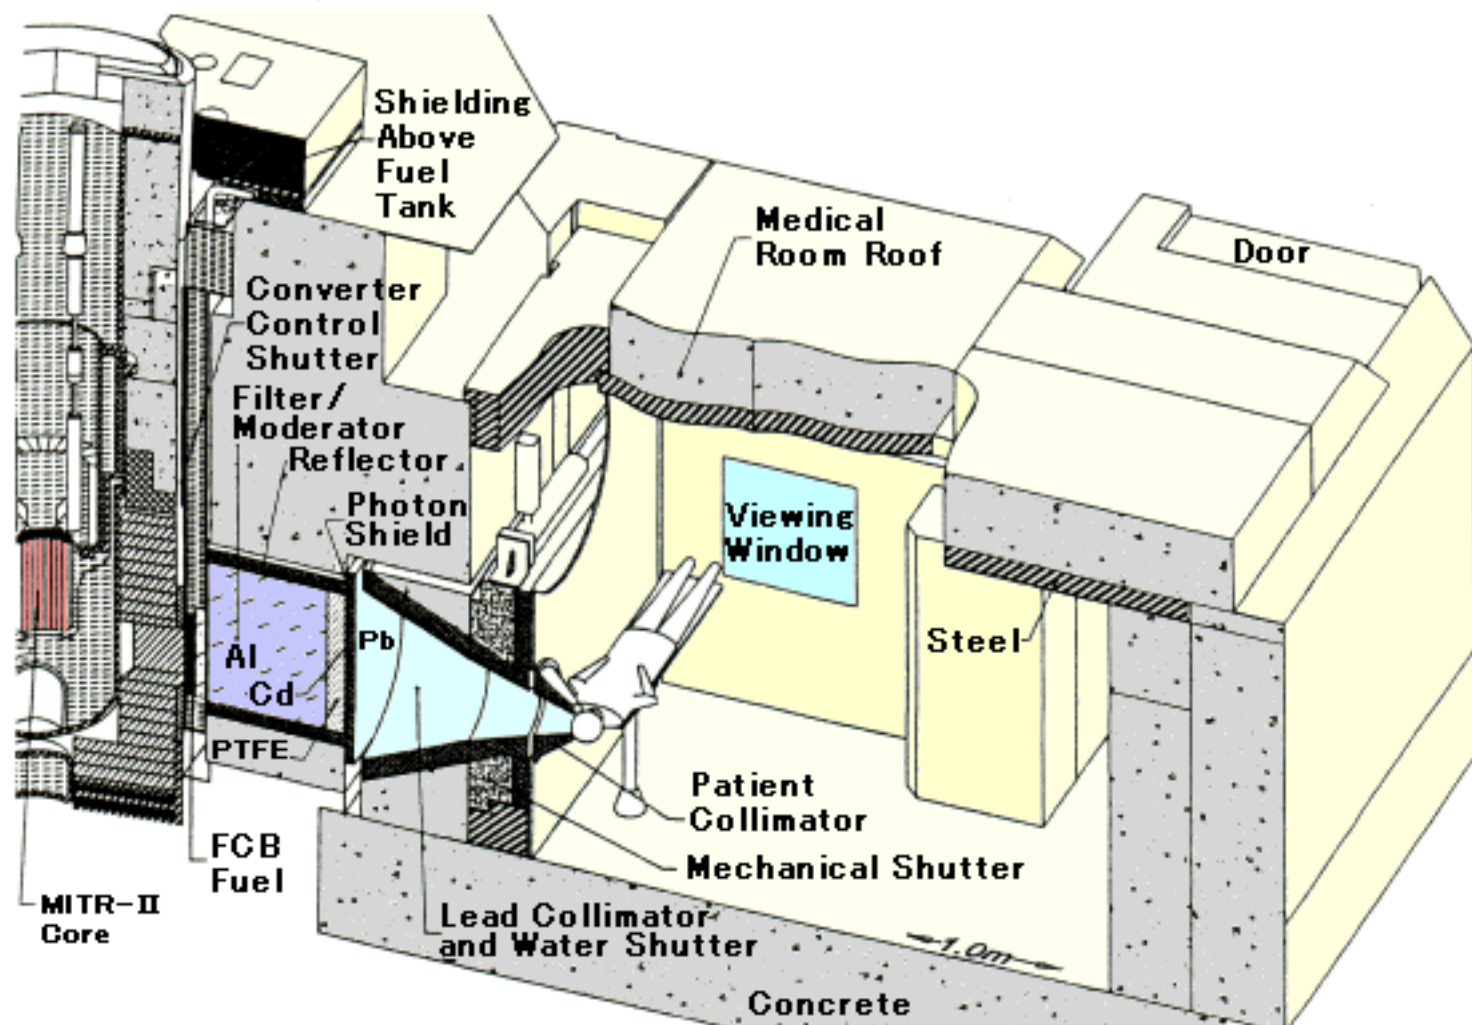 Shielding
Above
Fuel
Tank
Medical
Room Roof
Door
Converter
Control
Shutter
Filter/
Moderator
Reflector
Photon
Shield
Viewing
Window
Steel
Pb
Al
Cd
PTFE
Patient
Collimator
Mechanical Shutter
FCB
Fuel
MITR-II
Core
Lead Collimator
and Water Shutter
1.0m
Concrete